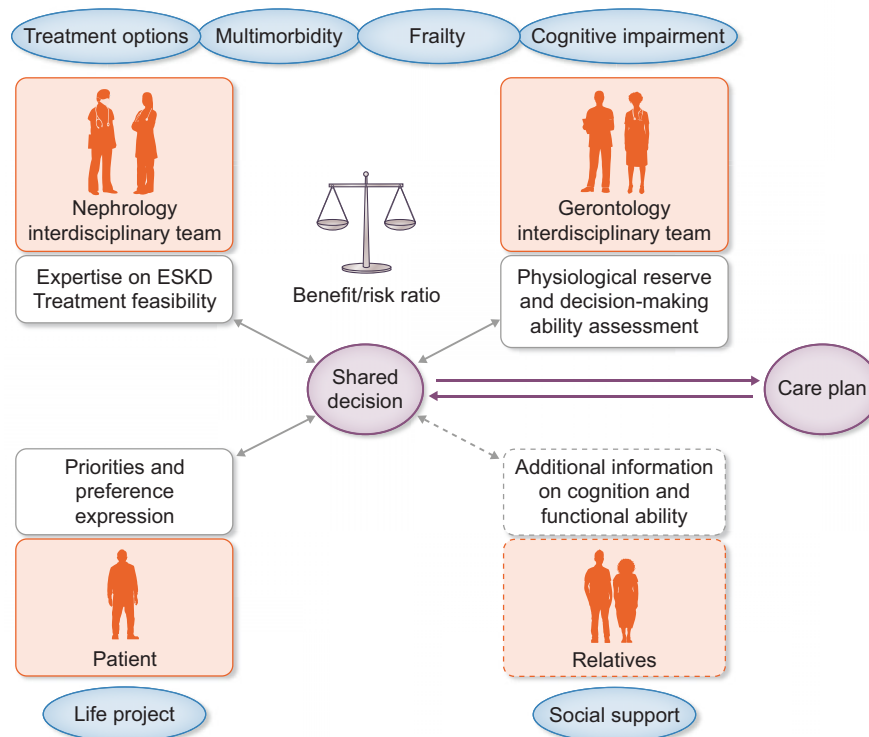 Treatment options
Multimorbidity
Frailty
Cognitive impairment
Nephrology
interdisciplinary team
Expertise on ESKD
Treatment feasibility
Benefit/risk ratio
Gerontology
interdisciplinary team
Physiological reserve
and decision-making
ability assessment
Shared
decision
Care plan
Priorities and
preference
expression
Patient
Life project
Additional information
on cognition and
functional ability
Relatives
Social support